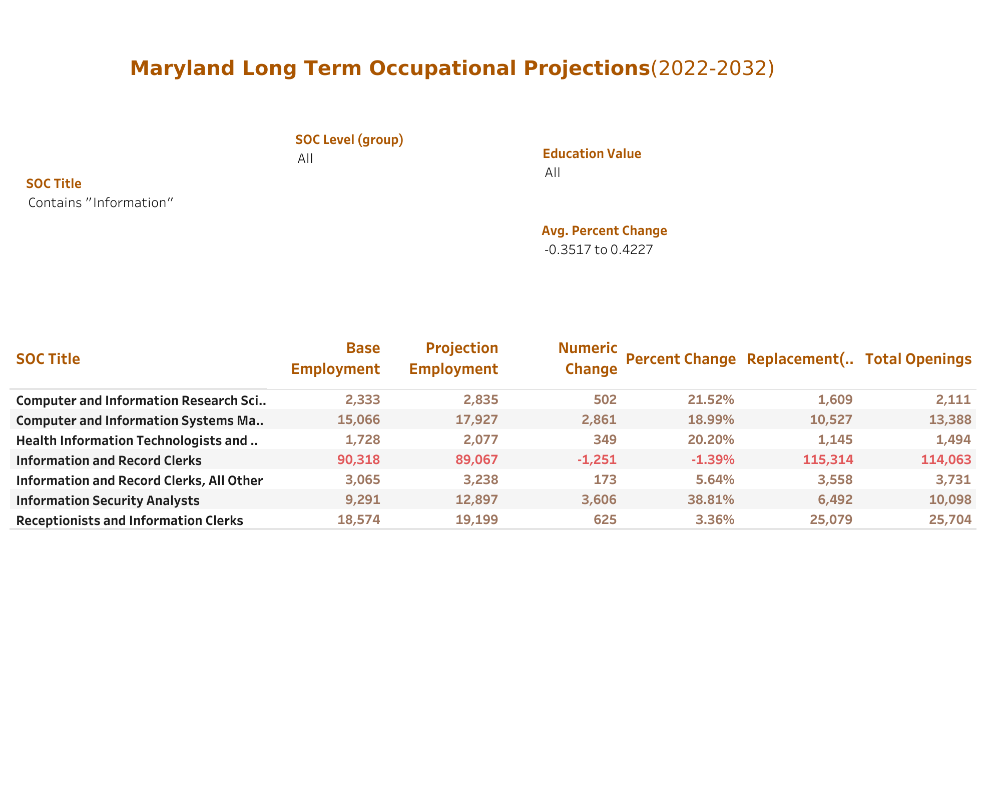 Maryland Long Term Occupational Projections(2022-2032)
SOC Level (group)
All
Education Value
All
SOC Title
Contains "Information"
Avg. Percent Change
-0.3517 to 0.4227
SOC Title Base Employment Projection Employment Numeric Change Percent Change Replacement(.. Total Openings
Computer and Information Research Sci.. 2,333 2,835 502 21.52% 1,609 2,111
Computer and Information Systems Ma.. 15,066 17,927 2,861 18.99% 10,527 13,388
Health Information Technologists and .. 1,728 2,077 349 20.20% 1,145 1,494
Information and Record Clerks 90,318 89,067 -1,251 -1.39% 115,314 114,063
Information and Record Clerks, All Other 3,065 3,238 173 5.64% 3,558 3,731
Information Security Analysts 9,291 12,897 3,606 38.81% 6,492 10,098
Receptionists and Information Clerks 18,574 19,199 625 3.36% 25,079 25,704